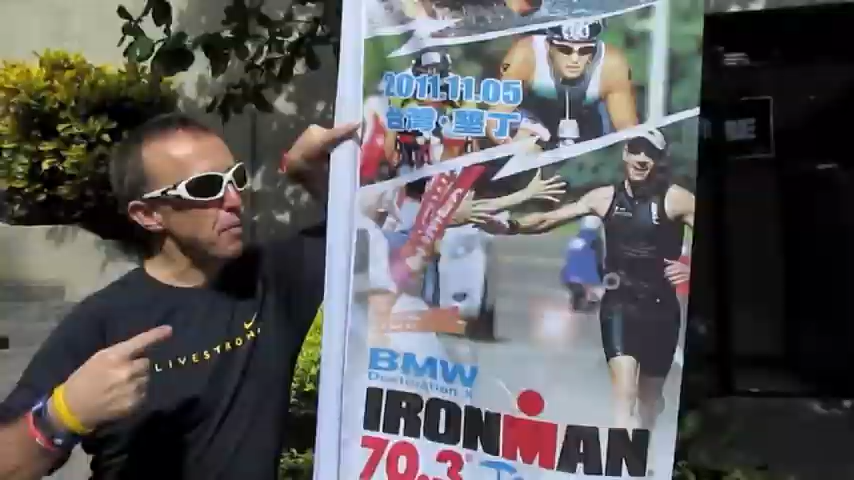 2011.11.05
台灣·墾丁
LIVESTRONG
BMW
IRONMAN
70.3